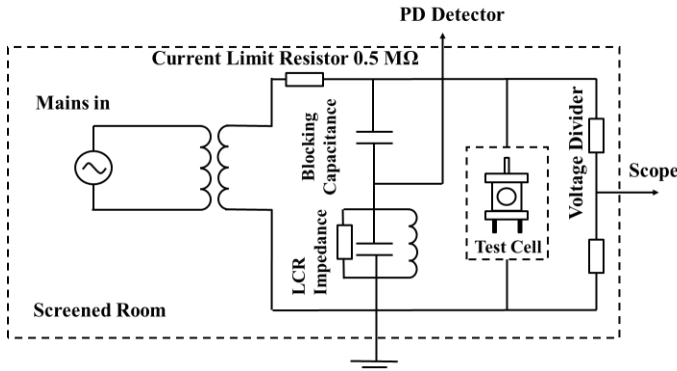 PD Detector
Current Limit Resistor 0.5 MΩ
Mains in
Blocking
Capacitance
Voltage Divider
Scope
Test Cell
LCR
Impedance
Screened Room